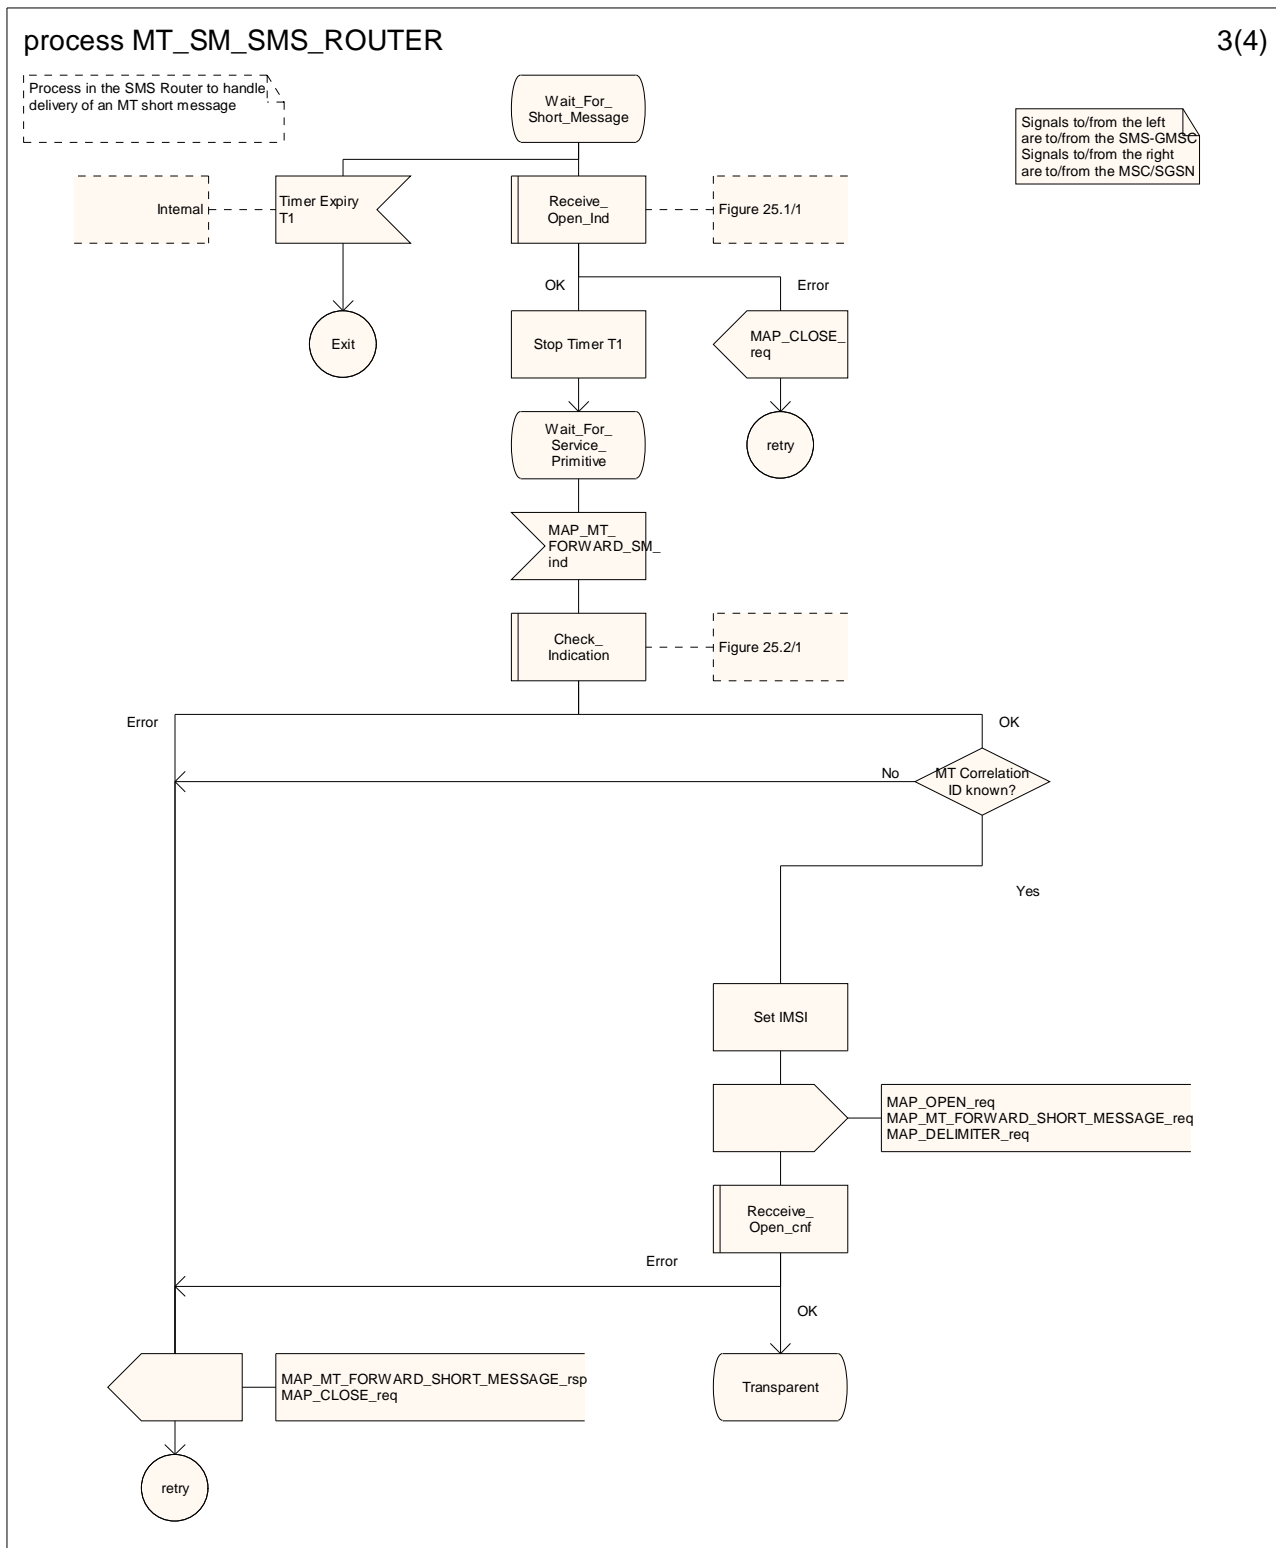 process MT_SM_SMS_ROUTER
3(4)
Process in the SMS Router to handle
delivery of an MT short message
Wait_For_
Short_Message
Signals to/from the left
are to/from the SMS-GMSC
Signals to/from the right
are to/from the MSC/SGSN
Internal
Timer Expiry
T1
Receive_
Open_Ind
Figure 25.1/1
OK
Error
Exit
Stop Timer T1
MAP_CLOSE_
req
Wait_For_
Service_
Primitive
retry
MAP_MT_
FORWARD_SM_
ind
Check_
Indication
Figure 25.2/1
Error
OK
No
MT Correlation
ID known?
Yes
Set IMSI
MAP_OPEN_req
MAP_MT_FORWARD_SHORT_MESSAGE_req
MAP_DELIMITER_req
Recceive_
Open_cnf
Error
OK
MAP_MT_FORWARD_SHORT_MESSAGE_rsp
MAP_CLOSE_req
Transparent
retry